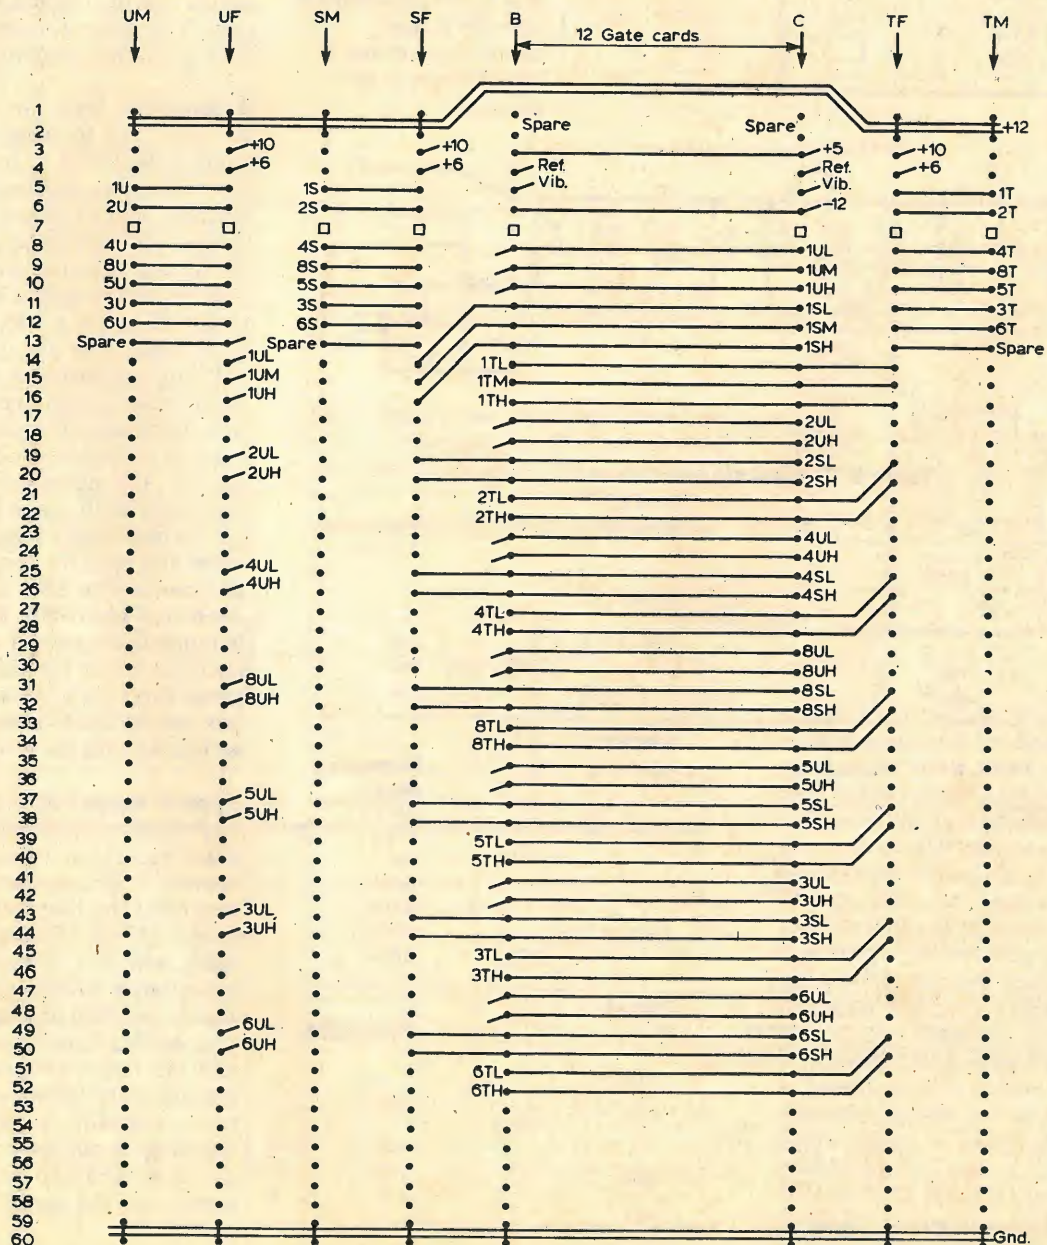 UM UF SM SF B C TF TM
12 Gate cards
1
Spare Spare
2 +12
3 +10 +10 +5 +10
4 +6 +6 Ref. Ref. +6
5 1U 1S Vib. Vib. 1T
6 2U 2S -12 2T
7
8 4U 4S 1UL 4T
9 8U 8S 1UM 8T
10 5U 5S 1UH 5T
11 3U 3S 1SL 3T
12 6U 6S 1SM 6T
13 Spare Spare 1SH Spare
14 1UL 1TL
15 1UM 1TM
16 1UH 1TH
17 2UL
18 2UH
19 2UL 2SL
20 2UH 2SH
21 2TL
22 2TH
23 4UL
24 4UH
25 4UL 4SL
26 4UH 4SH
27 4TL
28 4TH
29 8UL
30 8UH
31 8UL 8SL
32 8UH 8SH
33 8TL
34 8TH
35 5UL
36 5UH
37 5UL 5SL
38 5UH 5SH
39 5TL
40 5TH
41 3UL
42 3UH
43 3UL 3SL
44 3UH 3SH
45 3TL
46 3TH
47 6UL
48 6UH
49 6UL 6SL
50 6UH 6SH
51 6TL
52 6TH
53
54
55
56
57
58
59
60 Gnd.